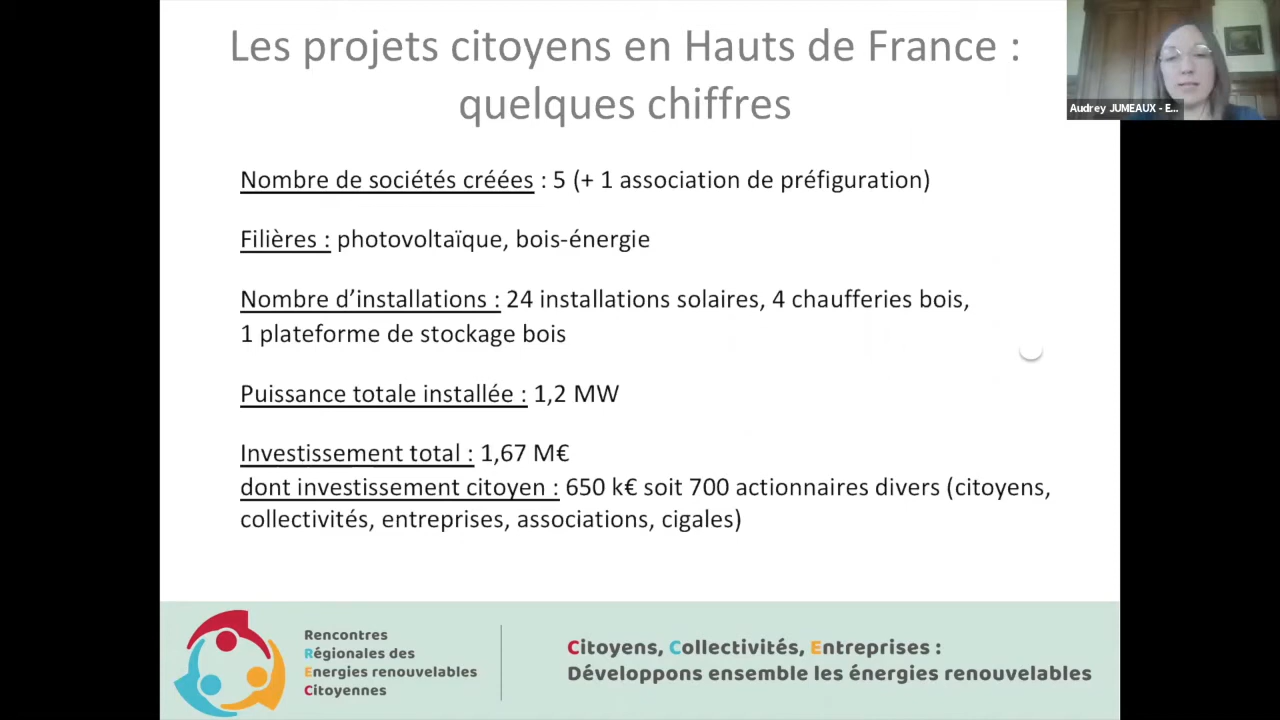 Les projets citoyens en Hauts de France :
quelques chiffres
Audrey JUMEAUX - E...
Nombre de sociétés créées : 5 (+ 1 association de préfiguration)
Filières : photovoltaïque, bois-énergie
Nombre d’installations : 24 installations solaires, 4 chaufferies bois,
1 plateforme de stockage bois
Puissance totale installée : 1,2 MW
Investissement total : 1,67 M€
dont investissement citoyen : 650 k€ soit 700 actionnaires divers (citoyens,
collectivités, entreprises, associations, cigales)
Rencontres
Régionales des
Energies renouvelables
Citoyennes
Citoyens, Collectivités, Entreprises :
Développons ensemble les énergies renouvelables